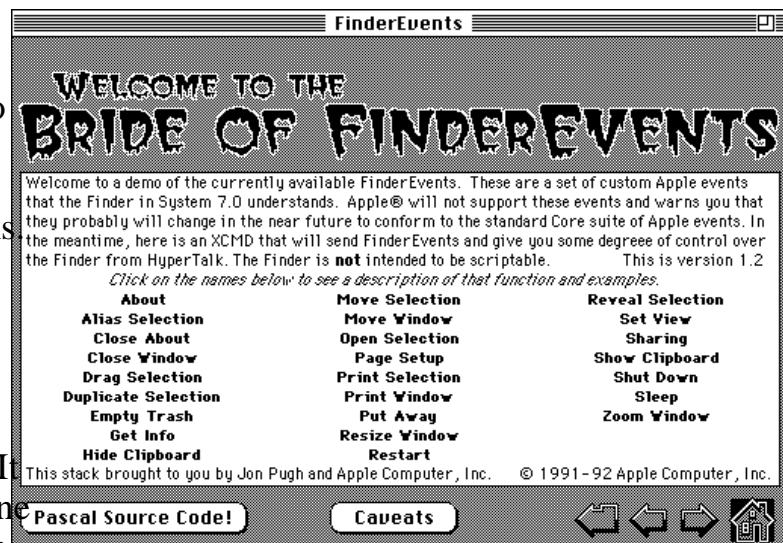 FinderEvents
WELCOME TO THE
BRIDE OF FINDEREVENTS
Welcome to a demo of the currently available FinderEvents. These are a set of custom Apple events
that the Finder in System 7.0 understands. Apple® will not support these events and warns you that
they probably will change in the near future to conform to the standard Core suite of Apple events. In
the meantime, here is an XCMD that will send FinderEvents and give you some degreee of control over
the Finder from HyperTalk. The Finder is not intended to be scriptable. This is version 1.2
Click on the names below to see a description of that function and examples.
About Move Selection Reveal Selection
Alias Selection Move Window Set View
Close About Open Selection Sharing
Close Window Page Setup Show Clipboard
Drag Selection Print Selection Shut Down
Duplicate Selection Print Window Sleep
Empty Trash Put Away Zoom Window
Get Info Resize Window
Hide Clipboard Restart
This stack brought to you by Jon Pugh and Apple Computer, Inc. © 1991-92 Apple Computer, Inc.
It
Pascal Source Code! Caveats